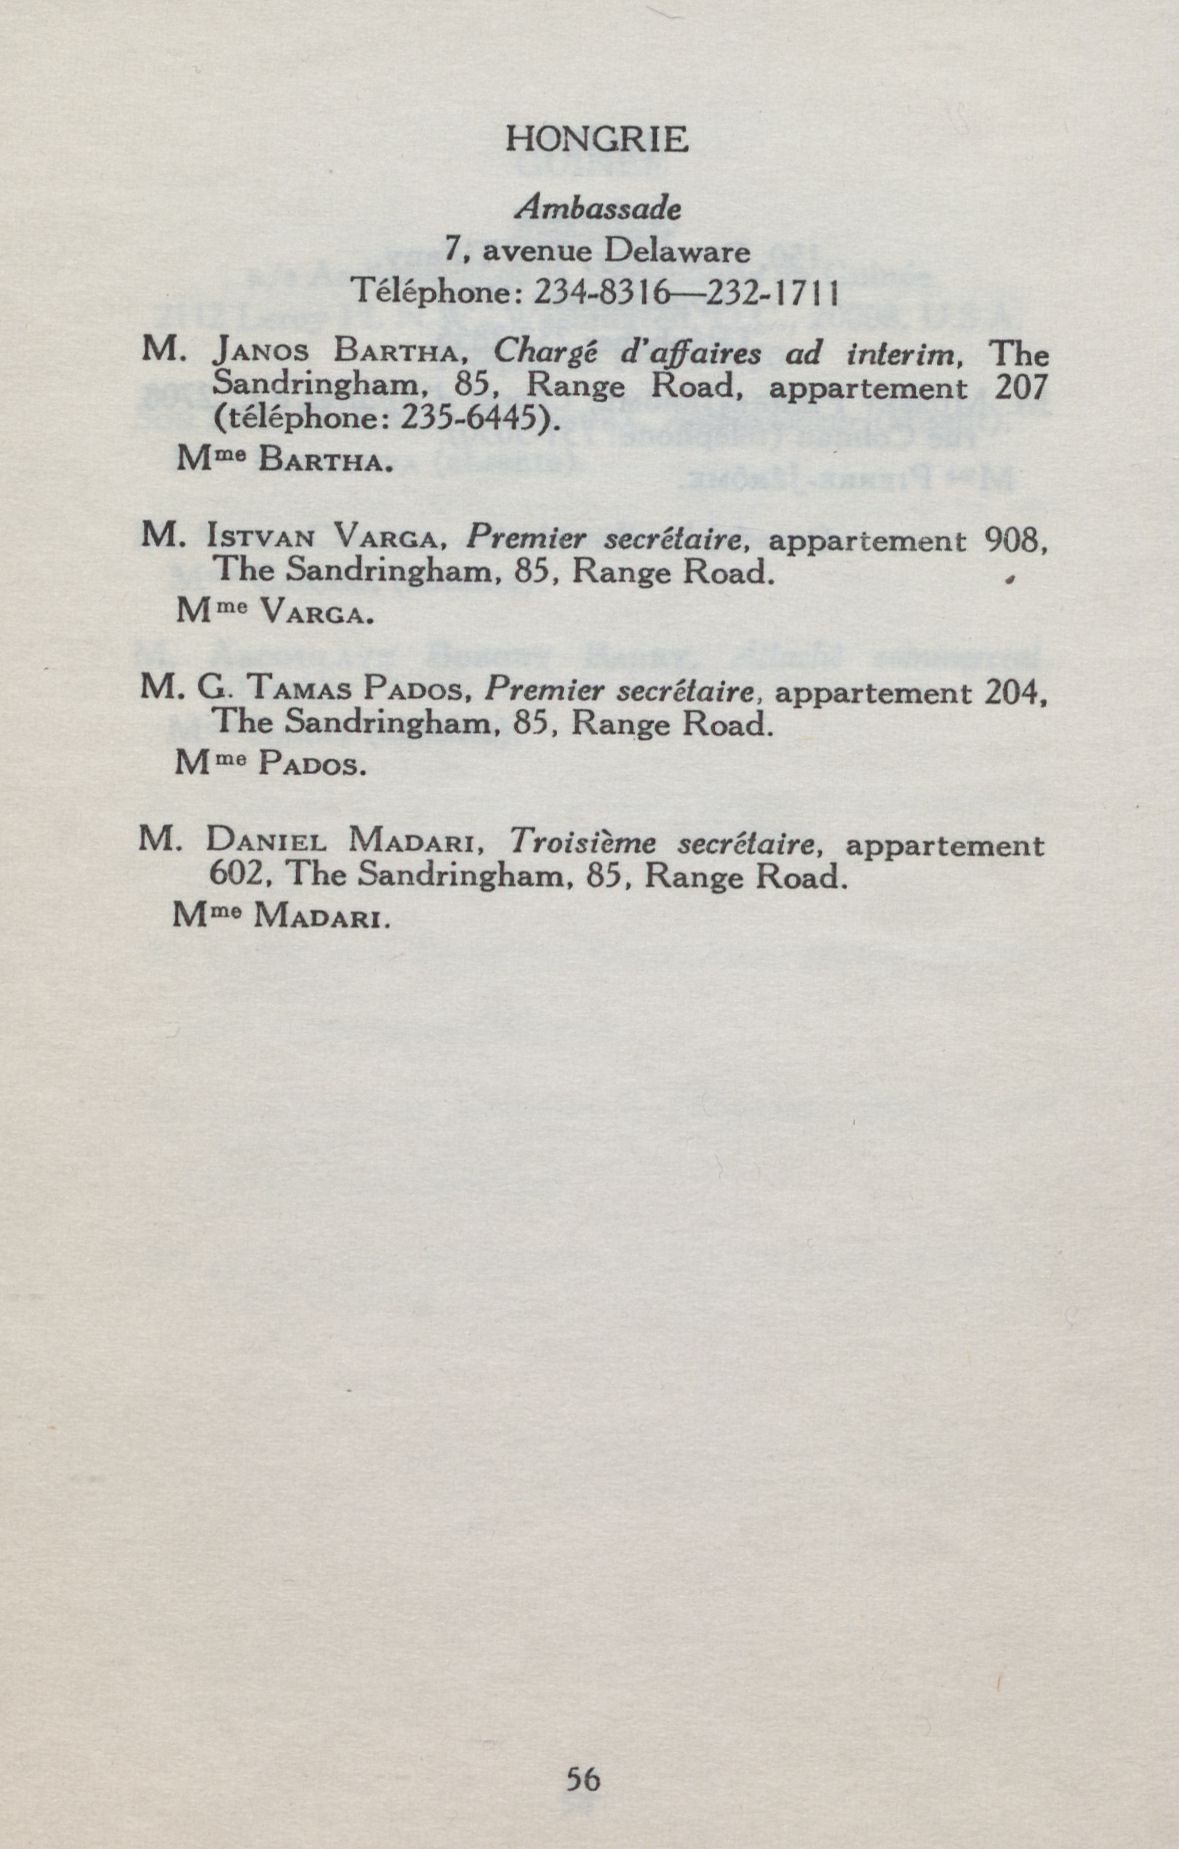 HONGRIE
Ambassade
7, avenue Delaware
Téléphone: 234-8316—232-1711
M. JANOS BARTHA, Chargé d'affaires ad interim, The
Sandringham, 85, Range Road, appartement 207
(téléphone: 235-6445).
Mme BARTHA.
M. ISTVAN VARGA, Premier secrétaire, appartement 908,
The Sandringham, 85, Range Road.
Mme VARGA.
M. G. TAMAS PADOS, Premier secrétaire, appartement 204,
The Sandringham, 85, Range Road.
Mme PADOS.
M. DANIEL MADARI, Troisième secrétaire, appartement
602, The Sandringham, 85, Range Road.
Mme MADARI.
56